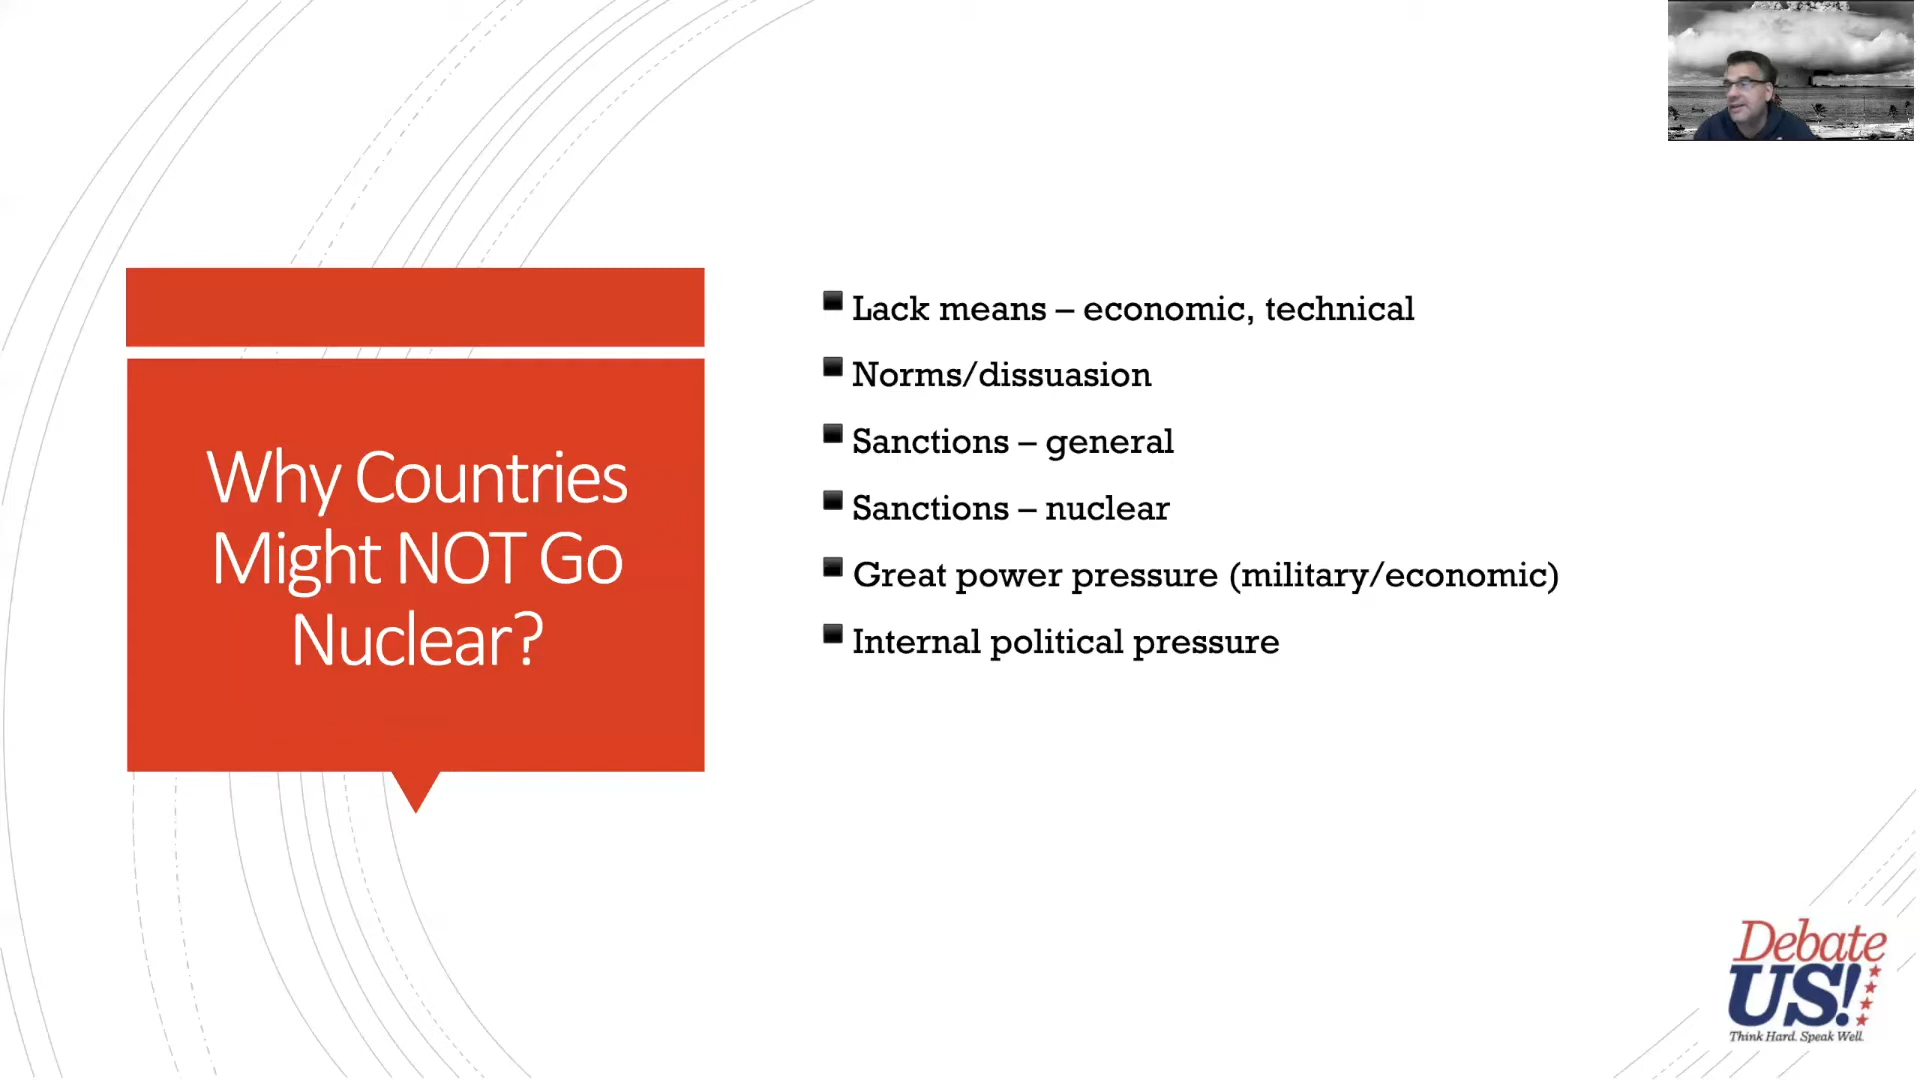 Why Countries
Might NOT Go
Nuclear?
Lack means – economic, technical
Norms/dissuasion
Sanctions – general
Sanctions – nuclear
Great power pressure (military/economic)
Internal political pressure
Debate
US!
Think Hard. Speak Well.